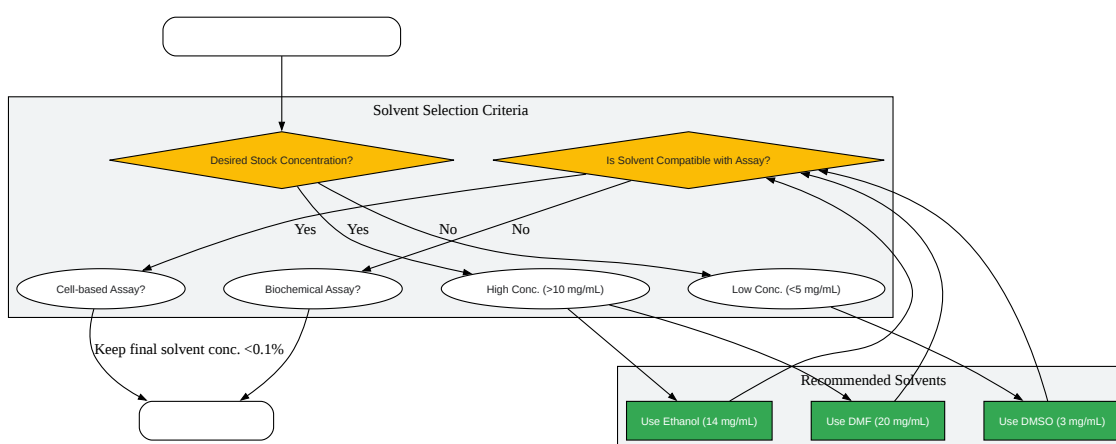 Solvent Selection Criteria
Desired Stock Concentration?
Is Solvent Compatible with Assay?
Yes
Yes
No
No
Cell-based Assay?
Biochemical Assay?
High Conc. (>10 mg/mL)
Low Conc. (<5 mg/mL)
Keep final solvent conc. <0.1%
Recommended Solvents
Use Ethanol (14 mg/mL)
Use DMF (20 mg/mL)
Use DMSO (3 mg/mL)